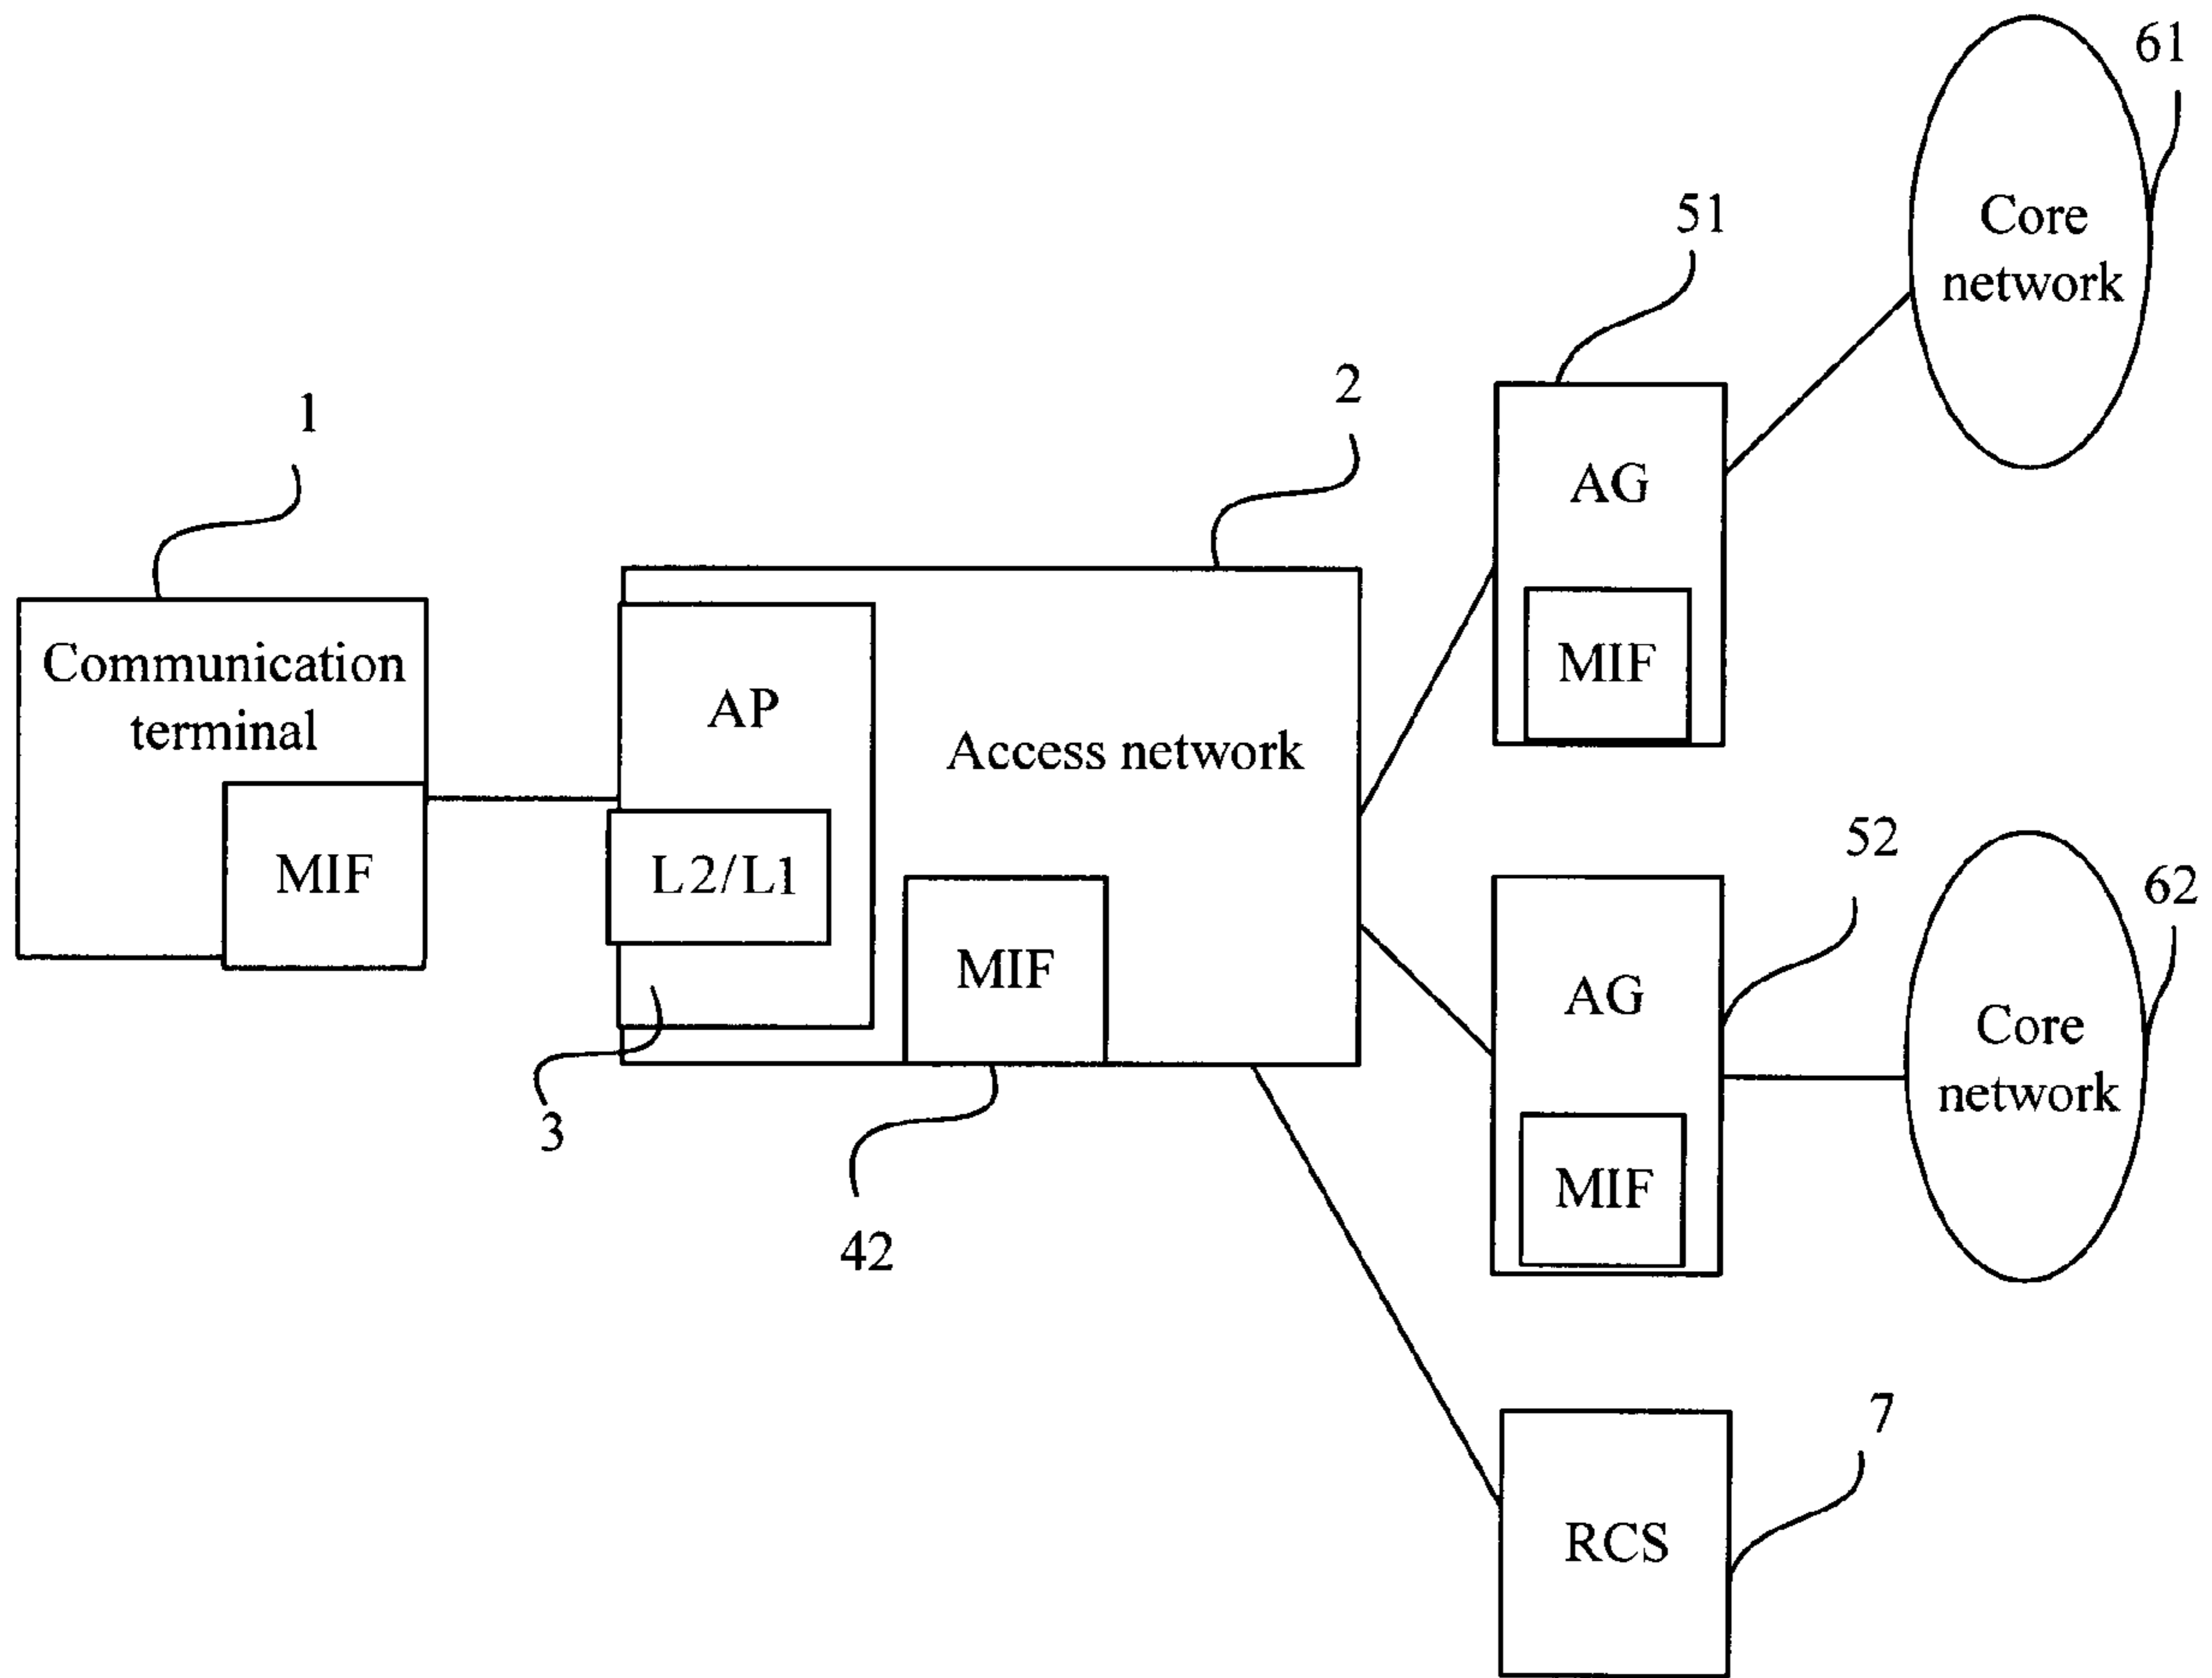 61
Core
network
51
AG
MIF
2
1
Communication
terminal
MIF
AP
Access network
L2/L1
MIF
3
42
52
AG
MIF
62
Core
network
7
RCS